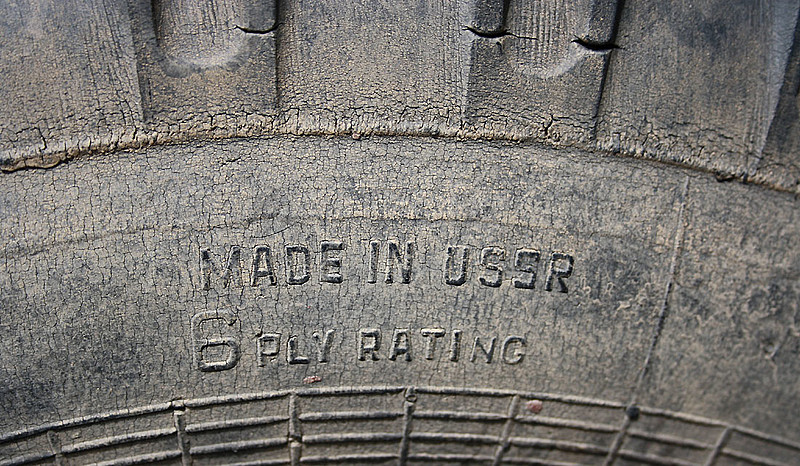 MADE IN USSR
6 PLY RATING